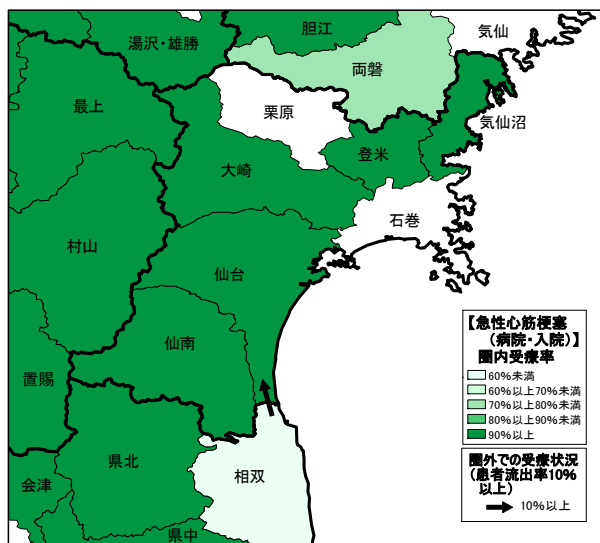 湯沢・雄勝
胆江
気仙
両磐
最上
栗原
気仙沼
登米
大崎
石巻
村山
仙台
仙南
置賜
県北
相双
会津
県中
【急性心筋梗塞
（病院・入院）】
圏内受療率
60％未満
60％以上70％未満
70％以上80％未満
80％以上90％未満
90％以上
圏外での受療状況
（患者流出率10％
以上）
10％以上